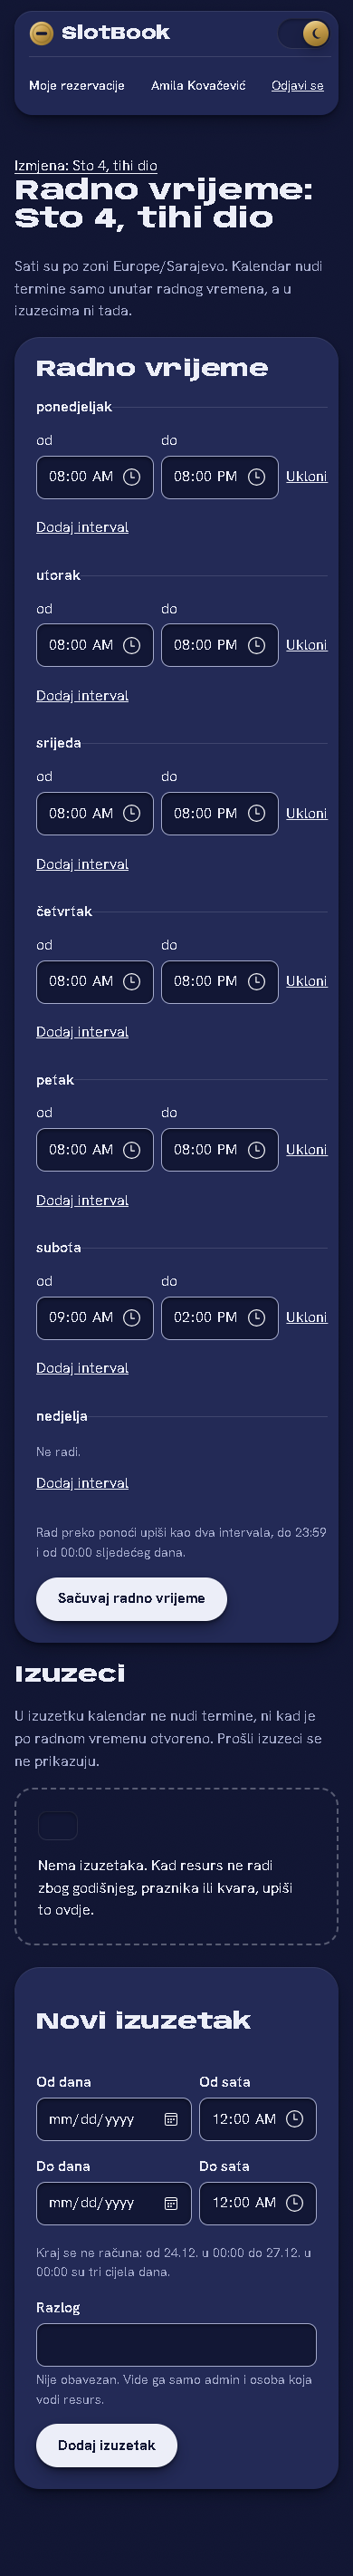 SlotBook
Moje rezervacije Amila Kovačević Odjavi se
Izmjena: Sto 4, tihi dio
Radno vrijeme:
Sto 4, tihi dio
Sati su po zoni Europe/Sarajevo. Kalendar nudi
termine samo unutar radnog vremena, a u
izuzecima ni tada.
Radno vrijeme
ponedjeljak
od do
08:00 AM 08:00 PM Ukloni
Dodaj interval
utorak
od do
08:00 AM 08:00 PM Ukloni
Dodaj interval
srijeda
od do
08:00 AM 08:00 PM Ukloni
Dodaj interval
četvrtak
od do
08:00 AM 08:00 PM Ukloni
Dodaj interval
petak
od do
08:00 AM 08:00 PM Ukloni
Dodaj interval
subota
od do
09:00 AM 02:00 PM Ukloni
Dodaj interval
nedjelja
Ne radi.
Dodaj interval
Rad preko ponoći upiši kao dva intervala, do 23:59
i od 00:00 sljedećeg dana.
Sačuvaj radno vrijeme
Izuzeci
U izuzetku kalendar ne nudi termine, ni kad je
po radnom vremenu otvoreno. Prošli izuzeci se
ne prikazuju.
Nema izuzetaka. Kad resurs ne radi
zbog godišnjeg, praznika ili kvara, upiši
to ovdje.
Novi izuzetak
Od dana Od sata
mm/dd/yyyy 12:00 AM
Do dana Do sata
mm/dd/yyyy 12:00 AM
Kraj se ne računa: od 24.12. u 00:00 do 27.12. u
00:00 su tri cijela dana.
Razlog
Nije obavezan. Vide ga samo admin i osoba koja
vodi resurs.
Dodaj izuzetak